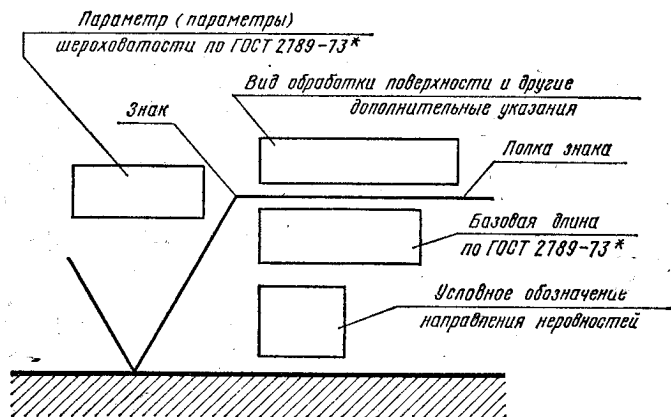 Параметр (параметры)
шероховатости по ГОСТ 2789-73*
Вид обработки поверхности и другие
дополнительные указания
Знак
Полка знака
Базовая длина
по ГОСТ 2789-73*
Условное обозначение
направления неровностей